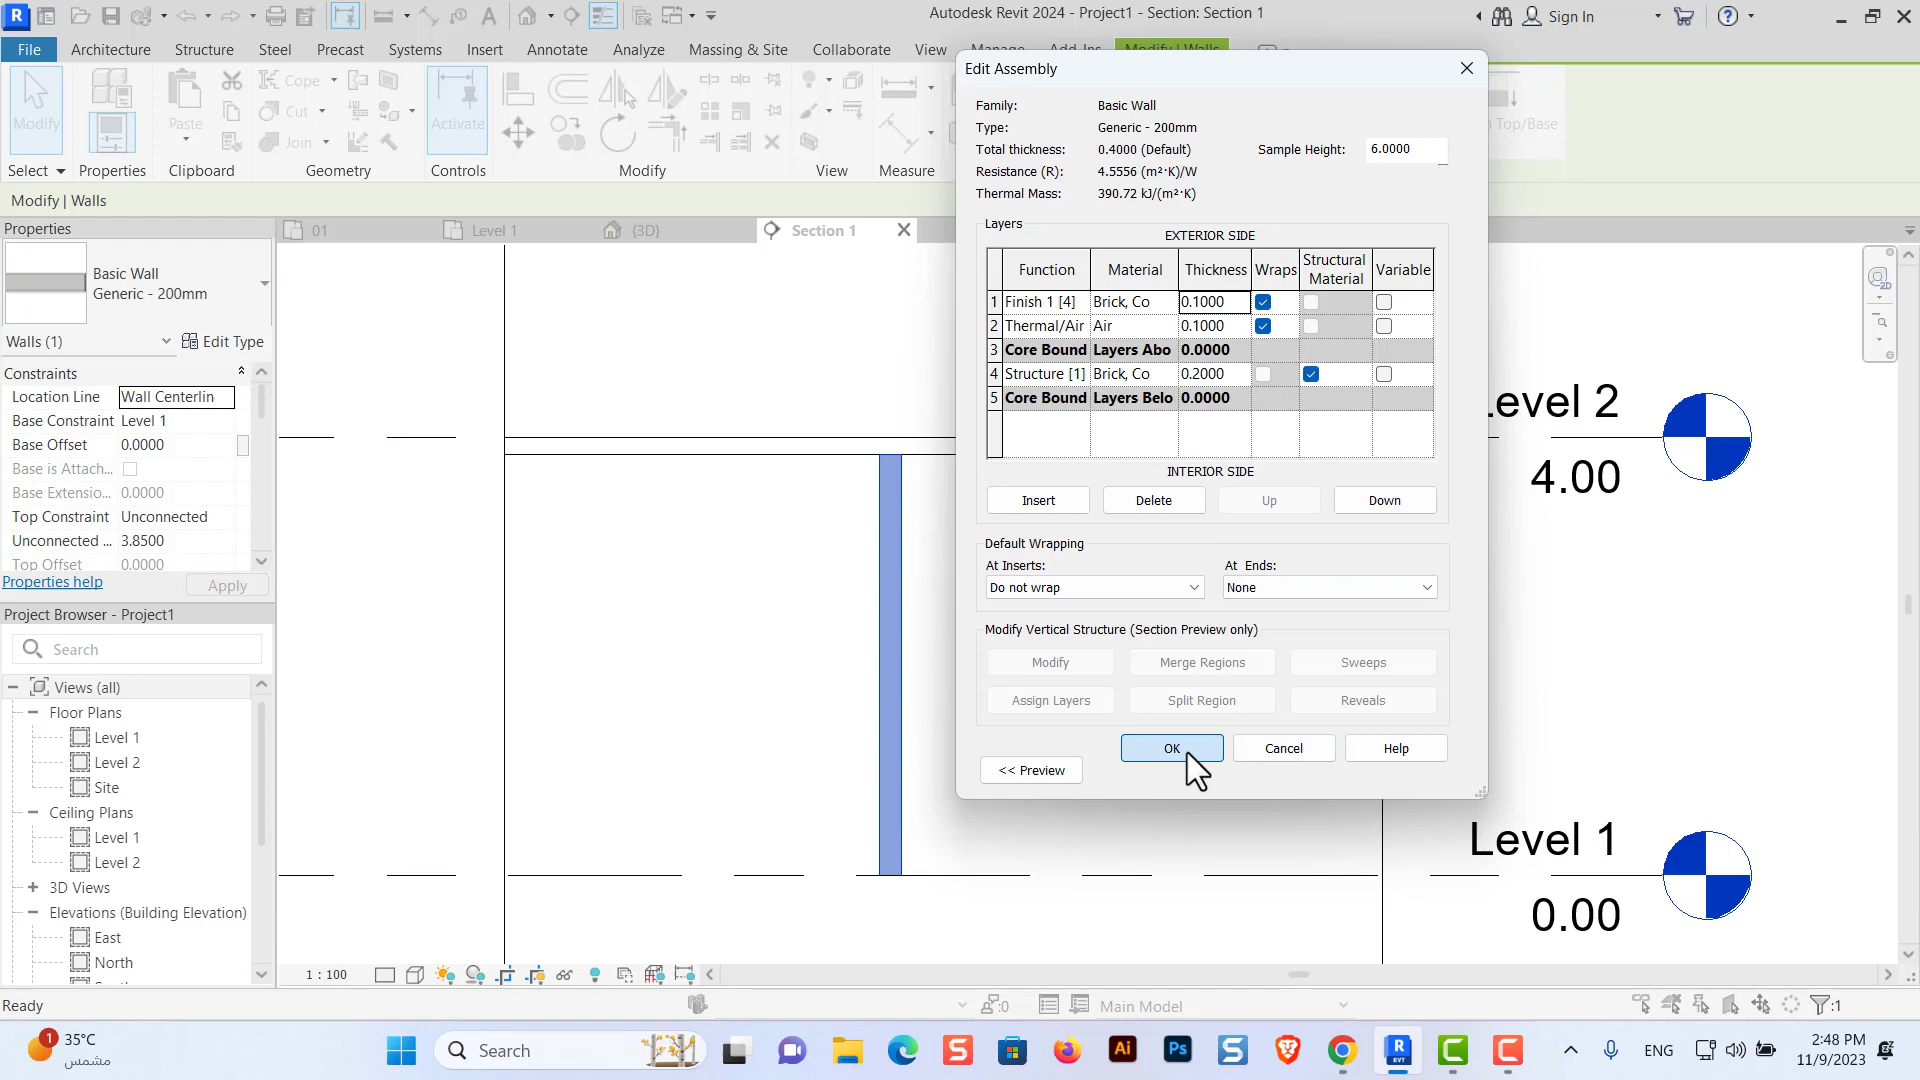 Autodesk Revit 2024 - Project1 - Section: Section 1
Sign In
File Architecture Structure Steel Precast Systems Insert Annotate Analyze Massing & Site Collaborate View Manage Add-Ins Modify | Walls
Modify
Paste
Cope
Cut
Join
Activate
Top/Base
Select Properties Clipboard Geometry Controls Modify View Measure
Modify | Walls
Properties
01
Level 1
{3D}
Section 1
Basic Wall
Generic - 200mm
Walls (1)
Edit Type
Constraints
Location Line Wall Centerlin
Base Constraint Level 1
Base Offset 0.0000
Base is Attach...
Base Extensio... 0.0000
Top Constraint Unconnected
Unconnected ... 3.8500
Top Offset 0.0000
Properties help
Apply
Project Browser - Project1
Search
Views (all)
Floor Plans
Level 1
Level 2
Site
Ceiling Plans
Level 1
Level 2
3D Views
Elevations (Building Elevation)
East
North
Edit Assembly
Family: Basic Wall
Type: Generic - 200mm
Total thickness: 0.4000 (Default)
Sample Height: 6.0000
Resistance (R): 4.5556 (m²·K)/W
Thermal Mass: 390.72 kJ/(m²·K)
Layers
EXTERIOR SIDE
Function Material Thickness Wraps Structural Material Variable
1 Finish 1 [4] Brick, Co 0.1000
2 Thermal/Air Air 0.1000
3 Core Bound Layers Abo 0.0000
4 Structure [1] Brick, Co 0.2000
5 Core Bound Layers Belo 0.0000
INTERIOR SIDE
Insert Delete Up Down
Default Wrapping
At Inserts: At Ends:
Do not wrap None
Modify Vertical Structure (Section Preview only)
Modify Merge Regions Sweeps
Assign Layers Split Region Reveals
OK Cancel Help
<< Preview
Level 2
4.00
Level 1
0.00
1 : 100
Ready
:0
Main Model
:1
1
35°C
مشمس
Search
Ai
Ps
S
S
R
RVT
C
C
ENG
2:48 PM
11/9/2023